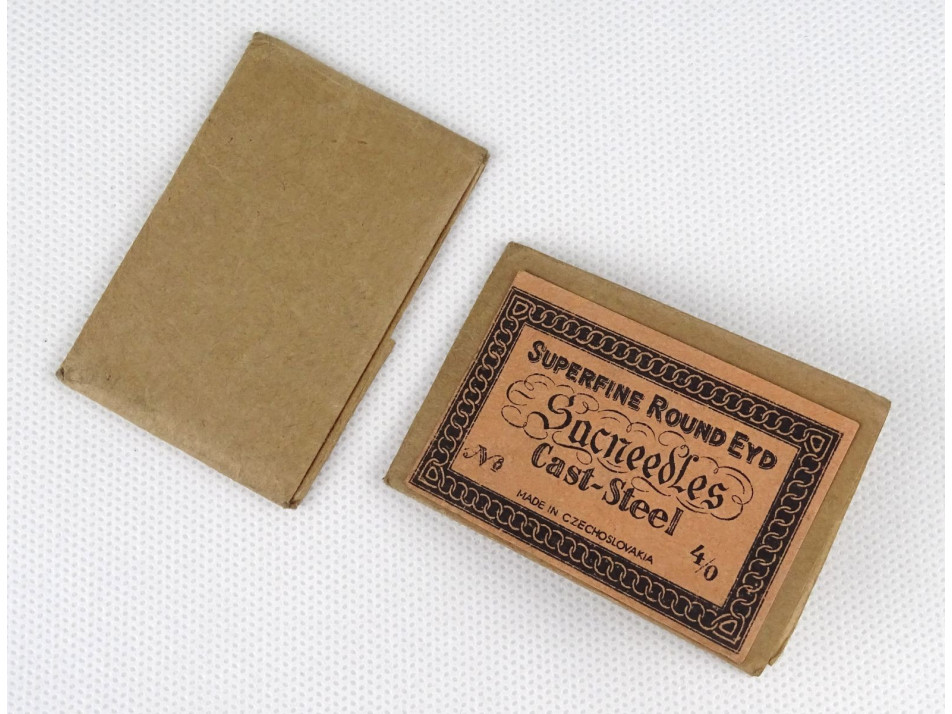 SUPERFINE ROUND EYD
Sacneedles
Cast-Steel
No
MADE IN CZECHOSLOVAKIA
4/0